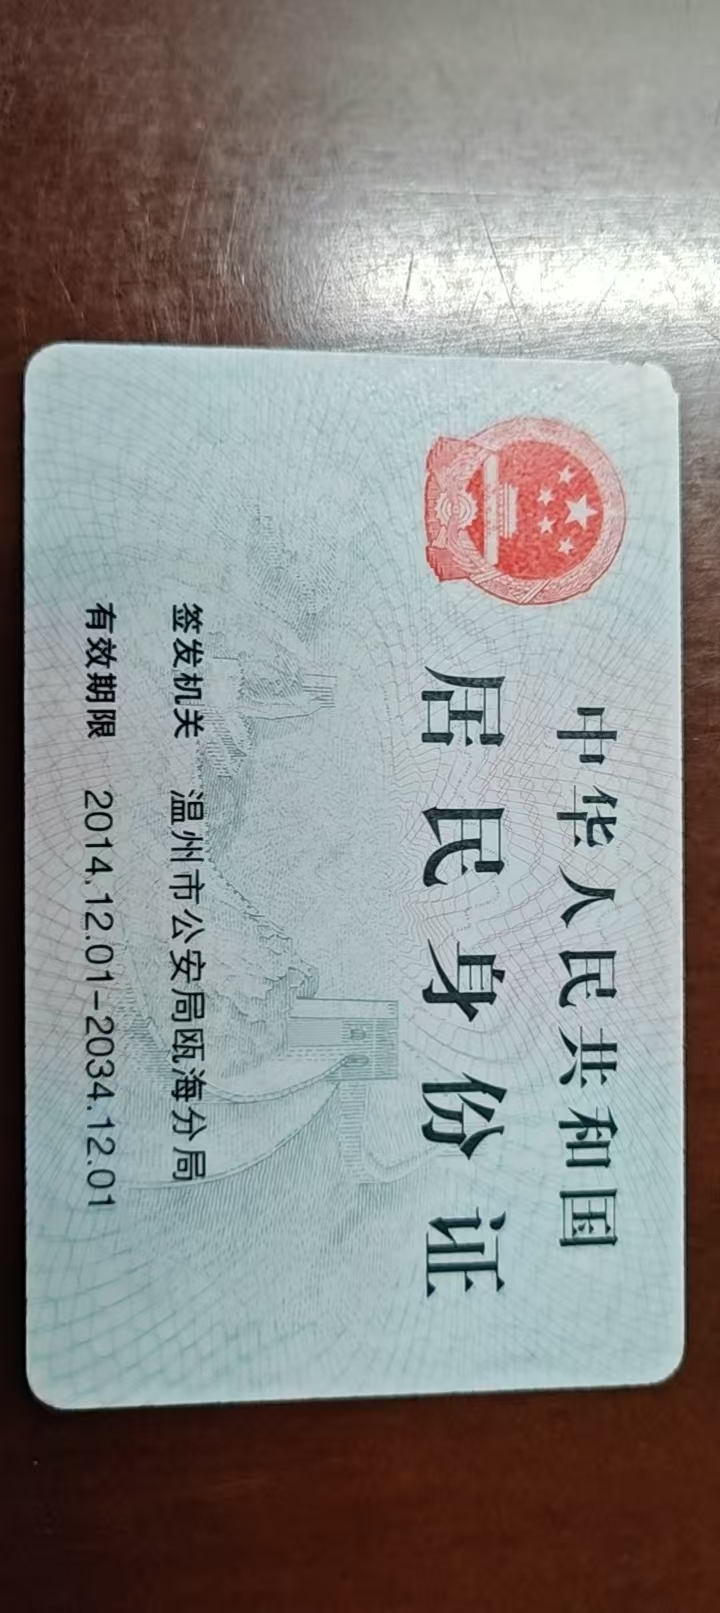 中华人民共和国
居民身份证
签发机关 温州市公安局瓯海分局
有效期限 2014.12.01-2034.12.01